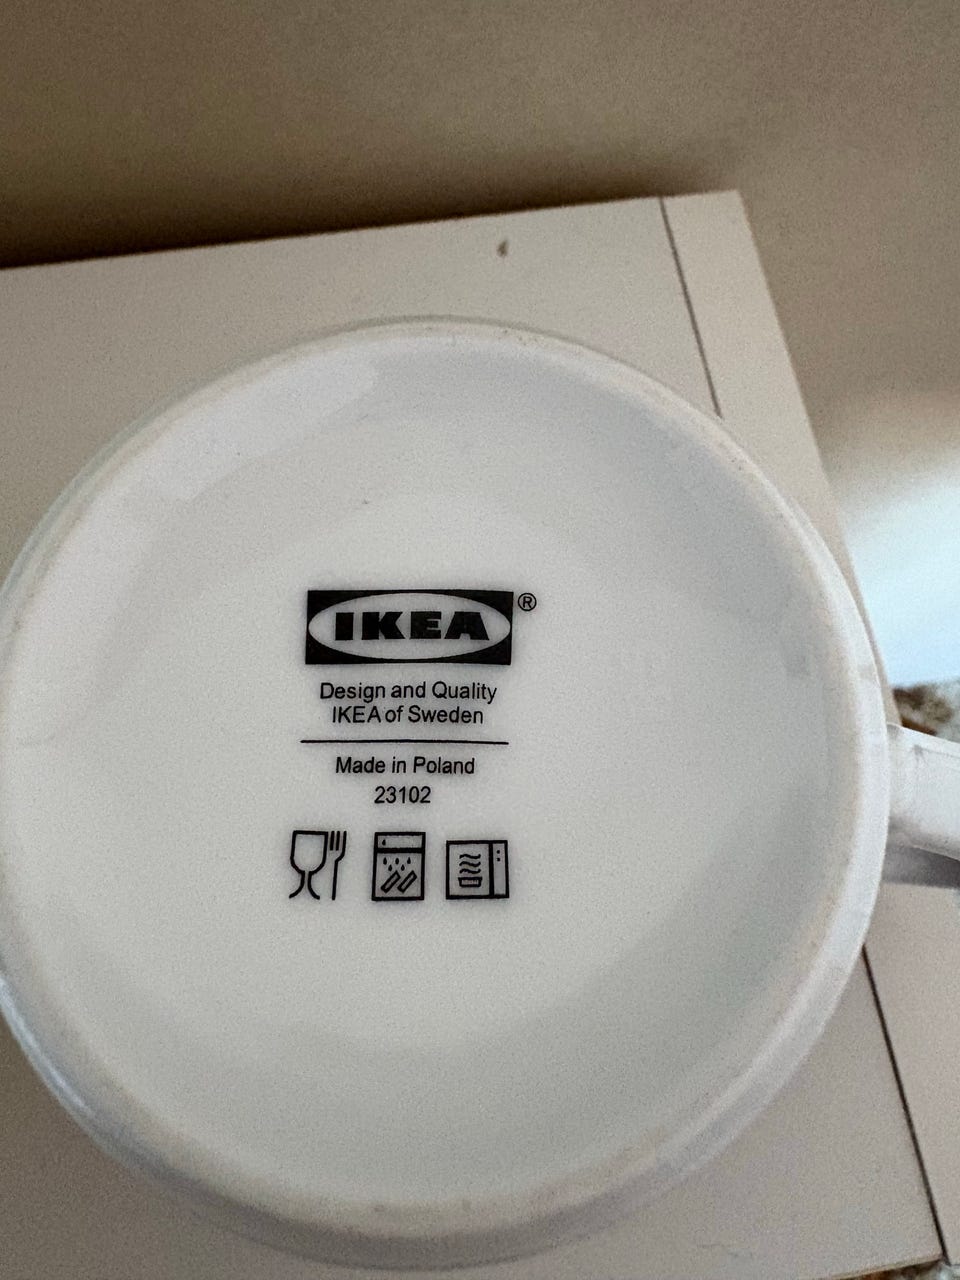 IKEA®
Design and Quality
IKEA of Sweden
Made in Poland
23102